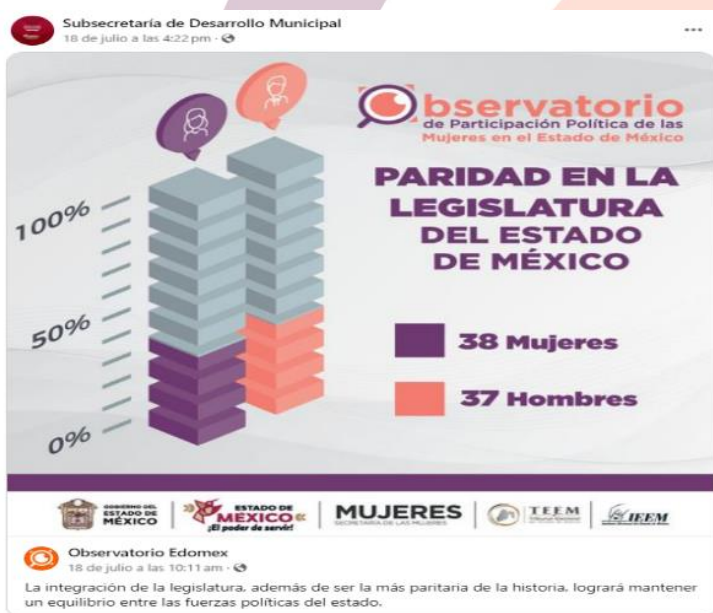 Subsecretaría de Desarrollo Municipal
18 de julio a las 4:22 pm ·
Observatorio
de Participación Política de las
Mujeres en el Estado de México
PARIDAD EN LA
LEGISLATURA
DEL ESTADO
DE MÉXICO
100%
50%
0%
38 Mujeres
37 Hombres
GOBIERNO DEL
ESTADO DE
MÉXICO
ESTADO DE
MÉXICO
¡El poder de servir!
MUJERES
SECRETARÍA DE LAS MUJERES
TEEM
IEEM
Observatorio Edomex
18 de julio a las 10:11 am ·
La integración de la legislatura, además de ser la más paritaria de la historia, logrará mantener
un equilibrio entre las fuerzas políticas del estado.